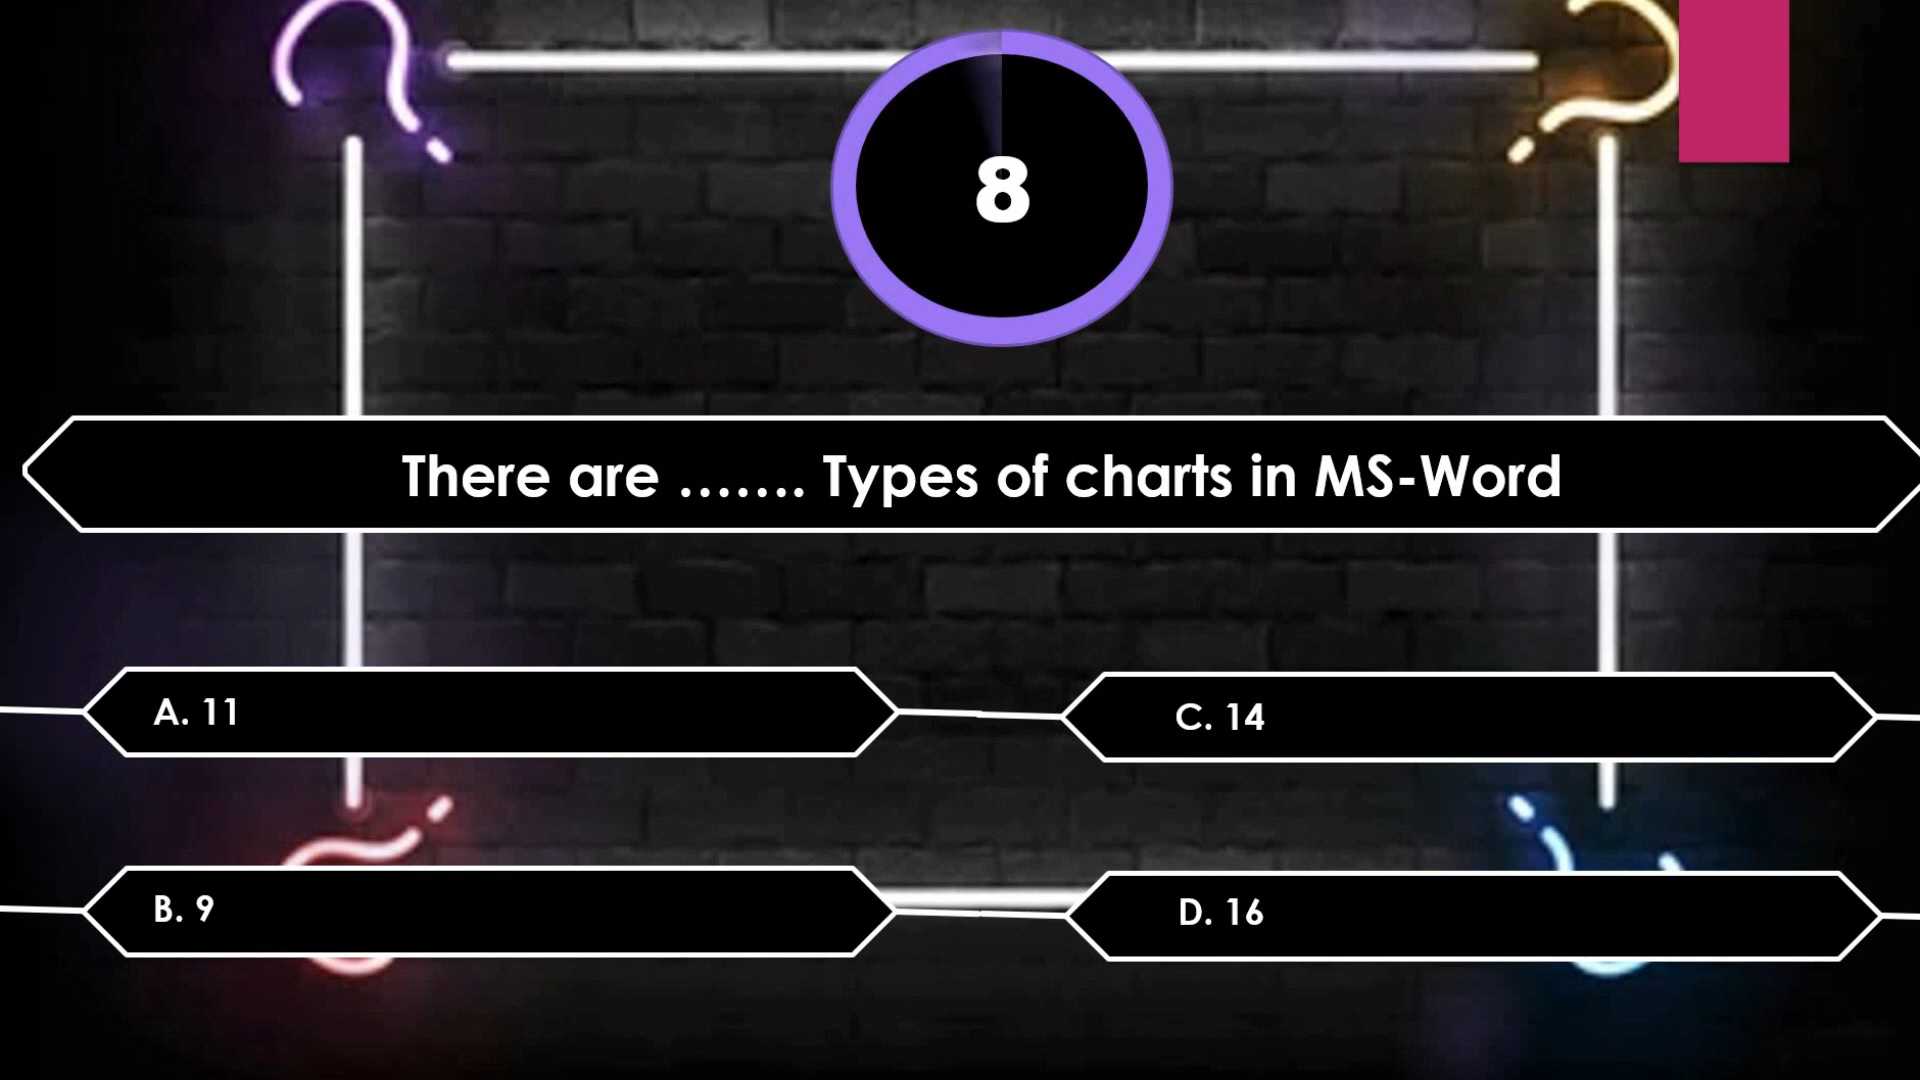 8
There are ....... Types of charts in MS-Word
A. 11
C. 14
B. 9
D. 16